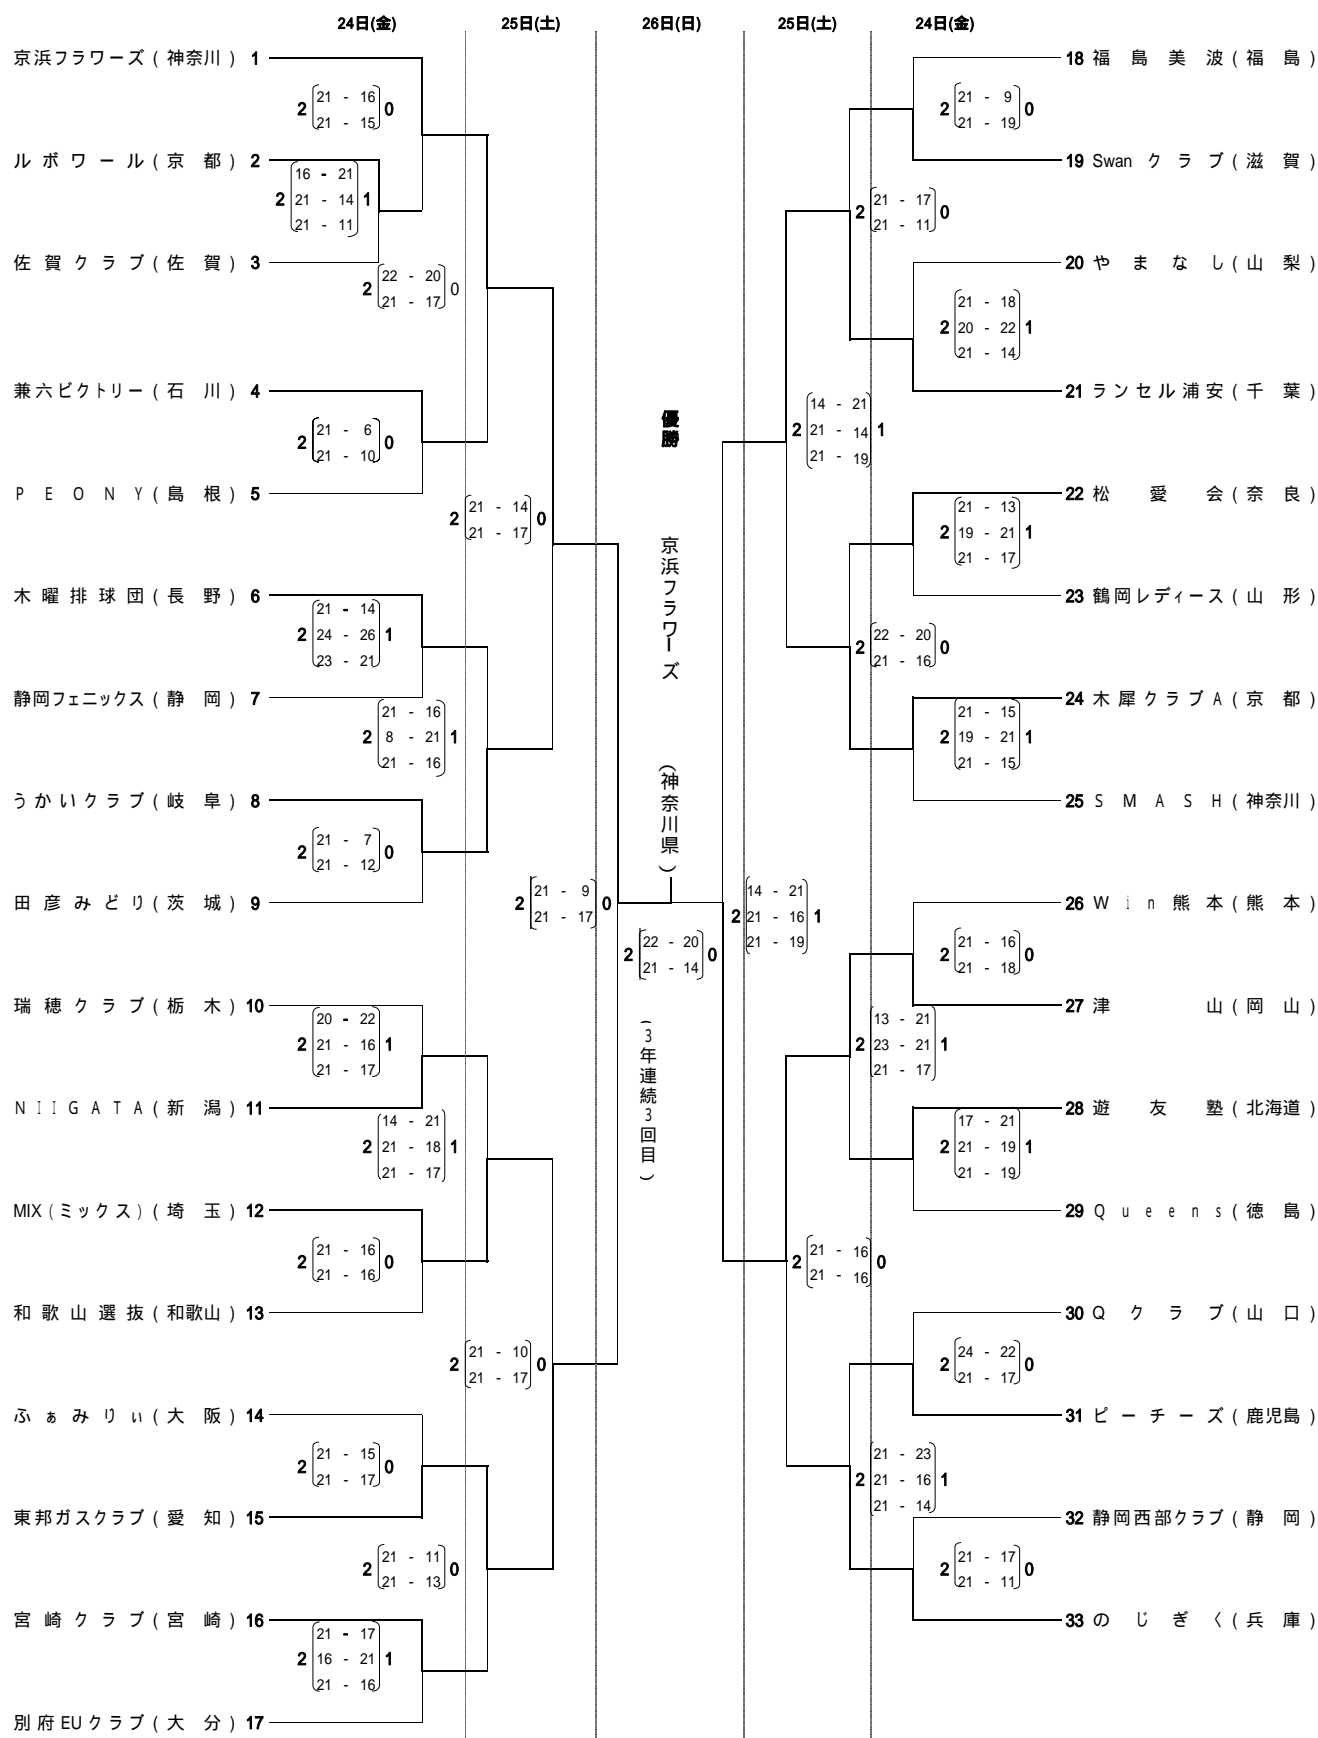 24日(金) 25日(土) 26日(日) 25日(土) 24日(金)
京浜フラワーズ(神奈川) 1
2 21 - 16 0
21 - 15
ルボワール(京都) 2
16 - 21
2 21 - 14 1
21 - 11
佐賀クラブ(佐賀) 3
22 - 20
2 21 - 17 0
兼六ビクトリー(石川) 4
2 21 - 6 0
21 - 10
PEONY(島根) 5
2 21 - 14 0
21 - 17
木曜排球団(長野) 6
21 - 14
2 24 - 26 1
23 - 21
静岡フェニックス(静岡) 7
21 - 16
2 8 - 21 1
21 - 16
うかいクラブ(岐阜) 8
2 21 - 7 0
21 - 12
田彦みどり(茨城) 9
2 21 - 9 0
21 - 17
瑞穂クラブ(栃木) 10
20 - 22
2 21 - 16 1
21 - 17
NIIGATA(新潟) 11
14 - 21
2 21 - 18 1
21 - 17
MIX(ミックス)(埼玉) 12
2 21 - 16 0
21 - 16
和歌山選抜(和歌山) 13
2 21 - 10 0
21 - 17
ふぁみりぃ(大阪) 14
2 21 - 15 0
21 - 17
東邦ガスクラブ(愛知) 15
2 21 - 11 0
21 - 13
宮崎クラブ(宮崎) 16
21 - 17
2 16 - 21 1
21 - 16
別府EUクラブ(大分) 17
優勝
京浜フラワーズ
(神奈川県)
2 22 - 20 0
21 - 14
(3年連続3回目)
18 福島美波(福島)
2 21 - 9 0
21 - 19
19 Swanクラブ(滋賀)
2 21 - 17 0
21 - 11
20 やまなし(山梨)
21 - 18
2 20 - 22 1
21 - 14
21 ランセル浦安(千葉)
14 - 21
2 21 - 14 1
21 - 19
22 松愛会(奈良)
21 - 13
2 19 - 21 1
21 - 17
23 鶴岡レディース(山形)
2 22 - 20 0
21 - 16
24 木犀クラブA(京都)
21 - 15
2 19 - 21 1
21 - 15
25 SMASH(神奈川)
14 - 21
2 21 - 16 1
21 - 19
26 Win熊本(熊本)
2 21 - 16 0
21 - 18
27 津山(岡山)
13 - 21
2 23 - 21 1
21 - 17
28 遊友塾(北海道)
17 - 21
2 21 - 19 1
21 - 19
29 Queens(徳島)
2 21 - 16 0
21 - 16
30 Qクラブ(山口)
2 24 - 22 0
21 - 17
31 ピーチーズ(鹿児島)
21 - 23
2 21 - 16 1
21 - 14
32 静岡西部クラブ(静岡)
2 21 - 17 0
21 - 11
33 のじぎく(兵庫)